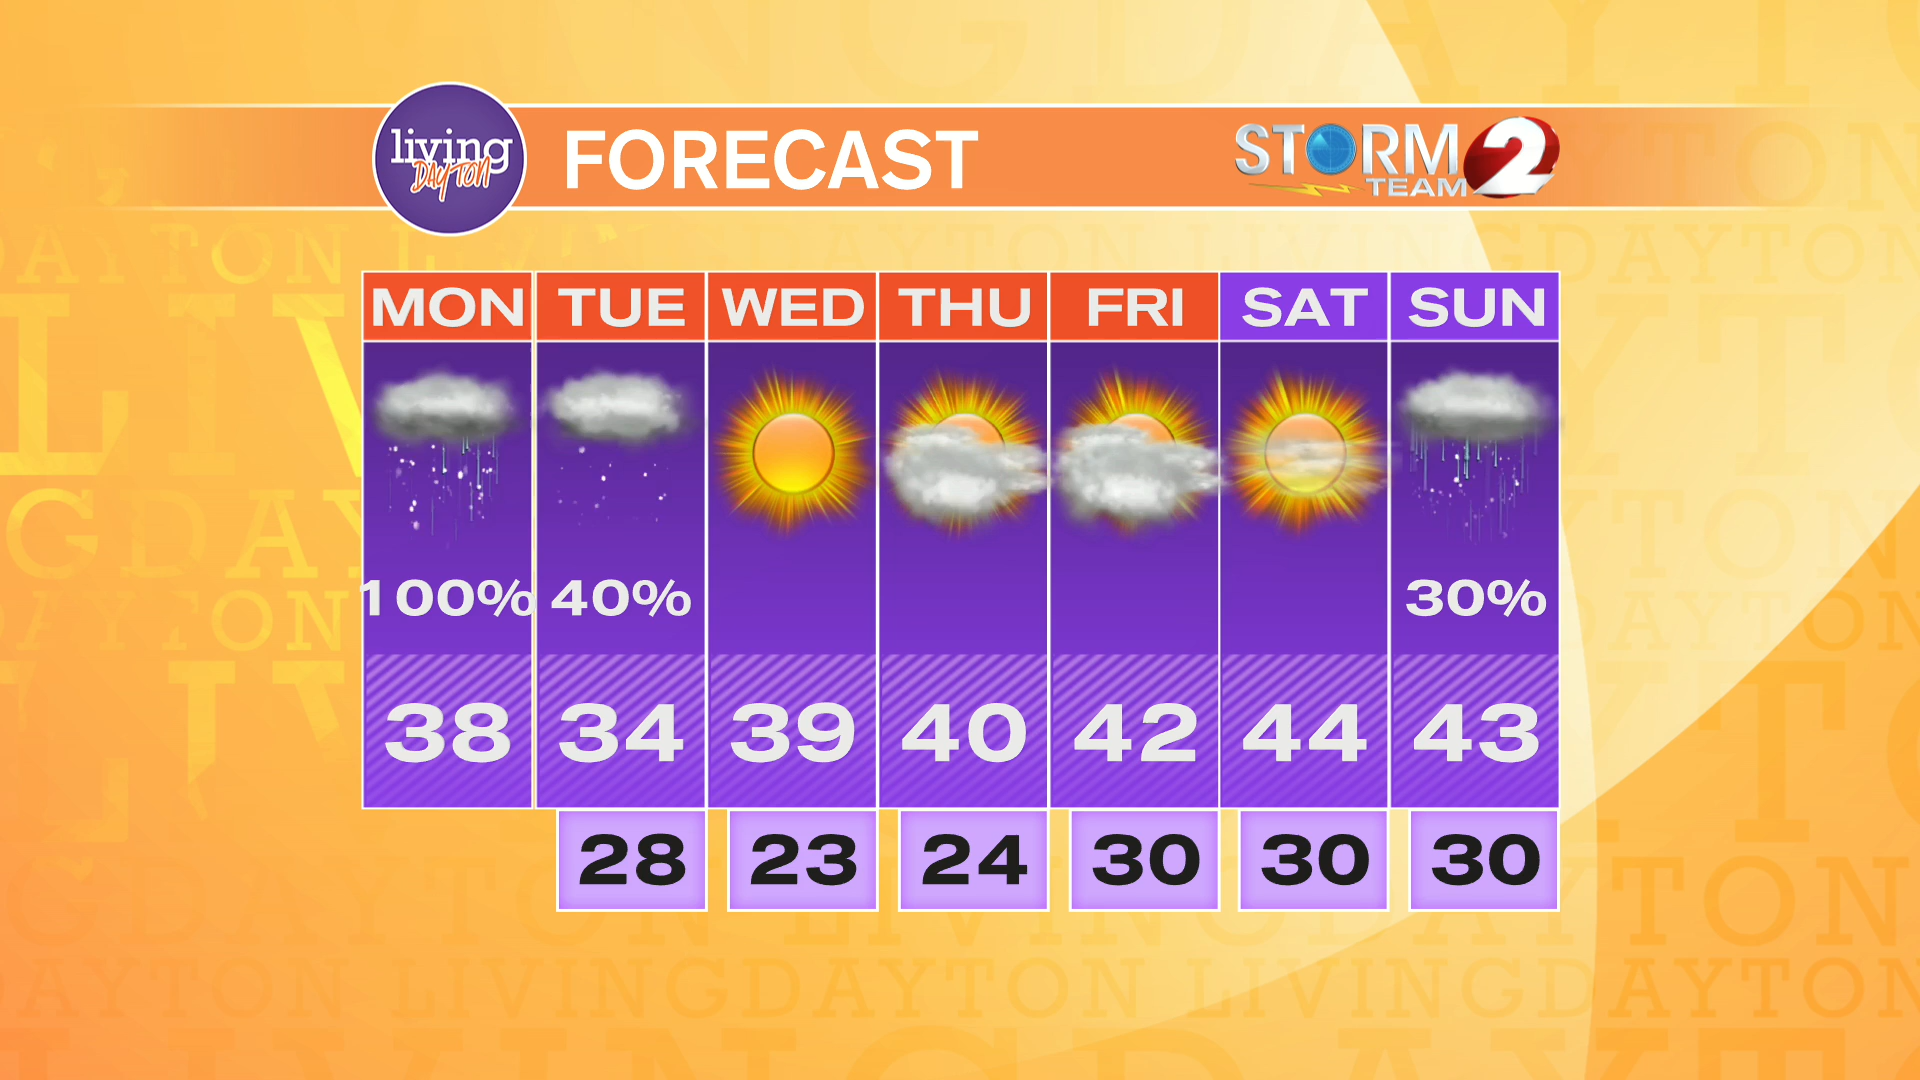 living
DAYTON
FORECAST
STORM
TEAM
2
MON TUE WED THU FRI SAT SUN
100% 40% 30%
38 34 39 40 42 44 43
28 23 24 30 30 30